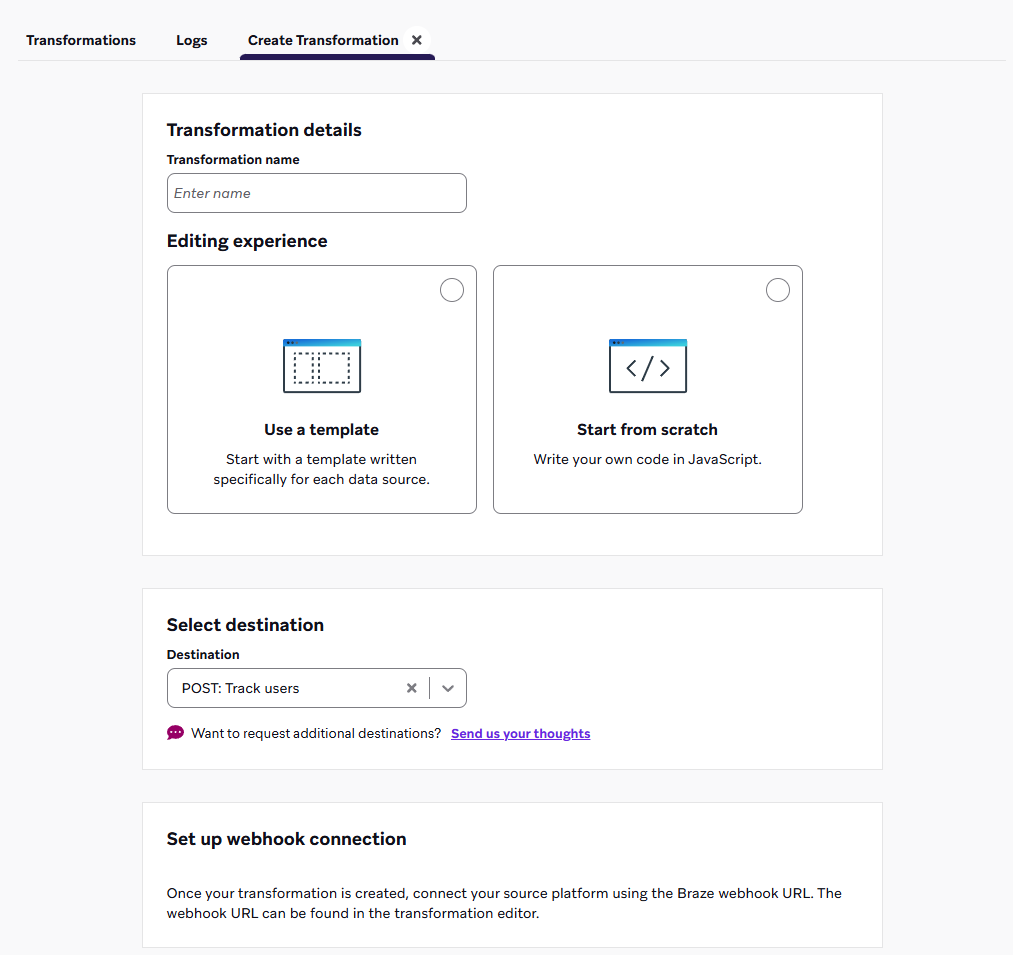 Transformations Logs Create Transformation
Transformation details
Transformation name
Enter name
Editing experience
</>
Use a template
Start with a template written
specifically for each data source.
Start from scratch
Write your own code in JavaScript.
Select destination
Destination
POST: Track users
Want to request additional destinations? Send us your thoughts
Set up webhook connection
Once your transformation is created, connect your source platform using the Braze webhook URL. The
webhook URL can be found in the transformation editor.